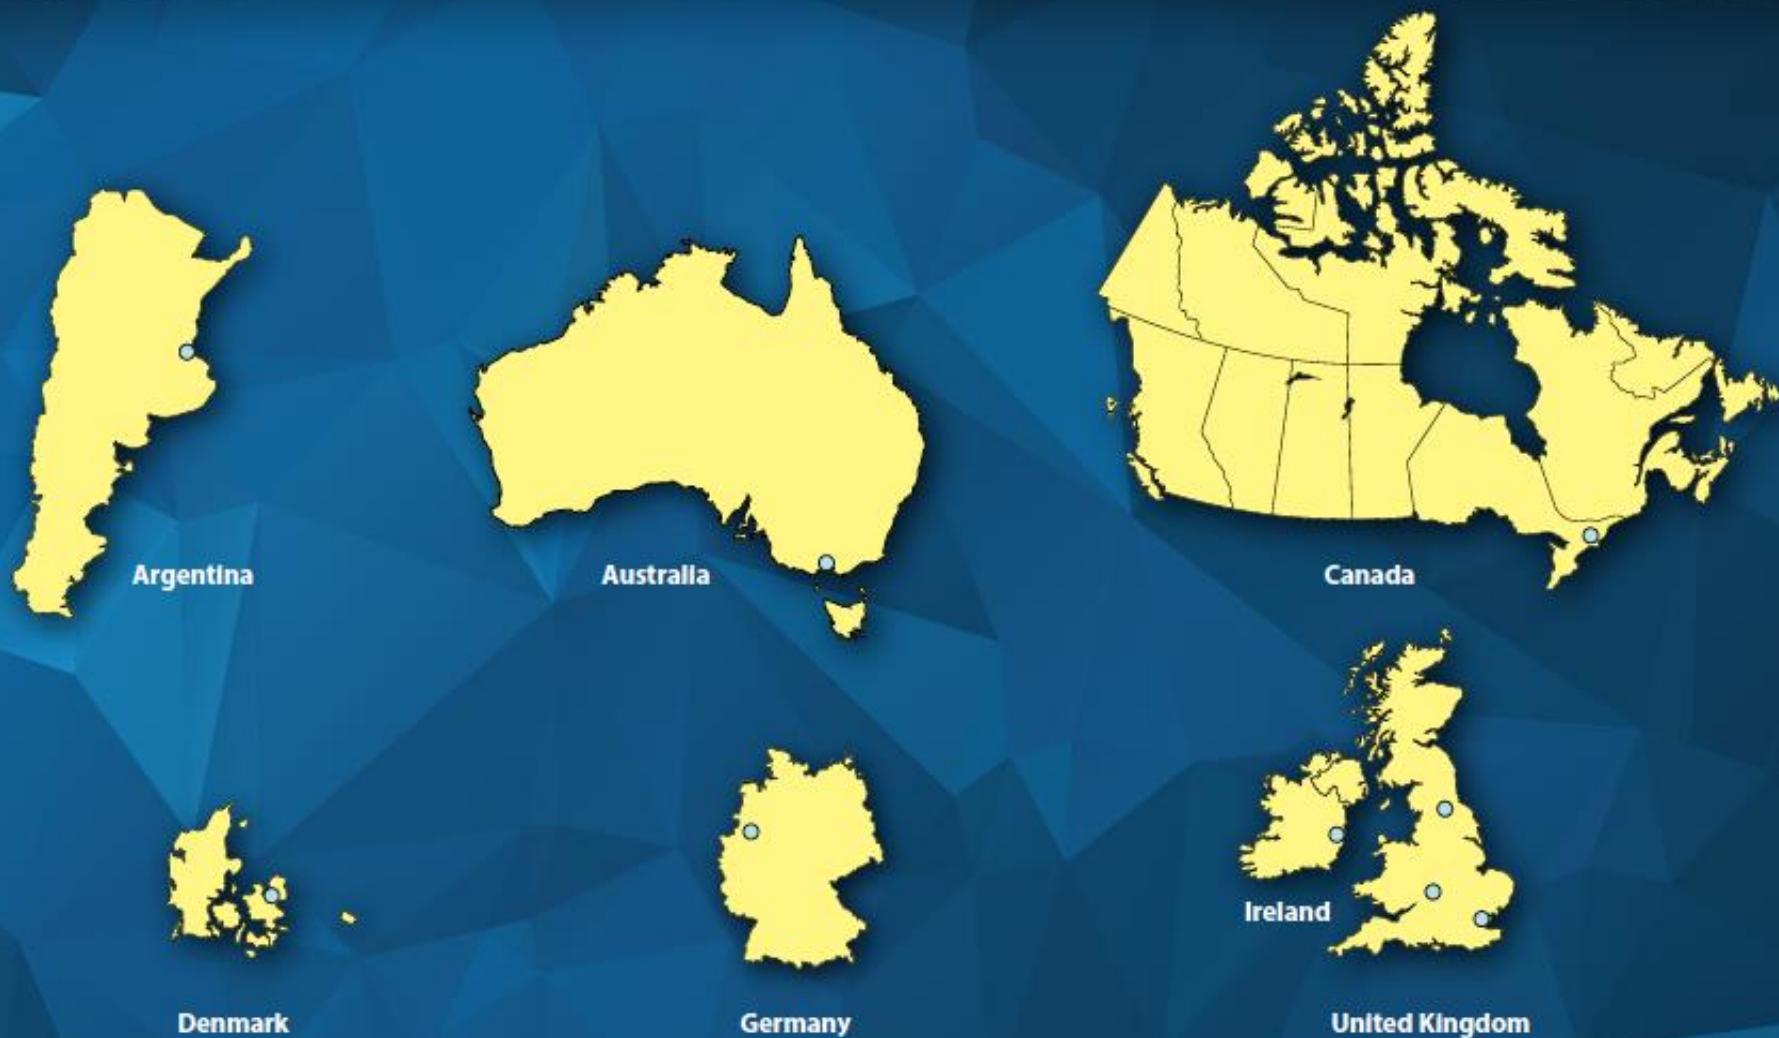 Argentina
Australia
Canada
Ireland
Denmark
Germany
United Kingdom